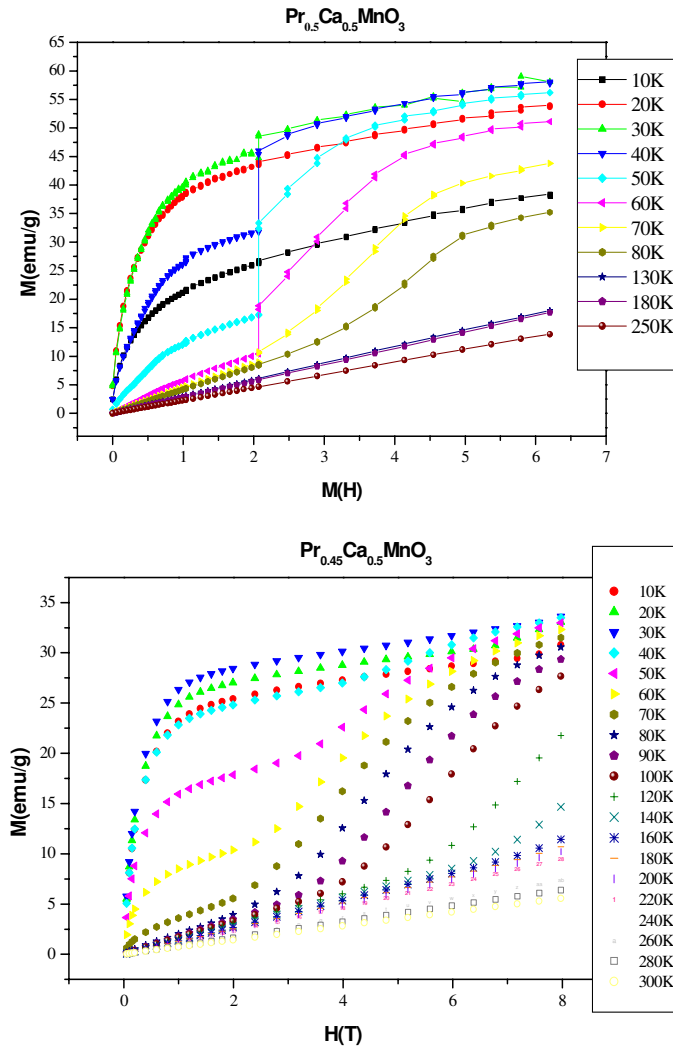 Pr0.5Ca0.5MnO3
65
60
55
50
45
40
35
30
25
20
15
10
5
0
M(emu/g)
0 1 2 3 4 5 6 7
M(H)
10K
20K
30K
40K
50K
60K
70K
80K
130K
180K
250K
Pr0.45Ca0.5MnO3
35
30
25
20
15
10
5
0
M(emu/g)
0 2 4 6 8
H(T)
10K
20K
30K
40K
50K
60K
70K
80K
90K
100K
120K
140K
160K
180K
200K
220K
240K
260K
280K
300K